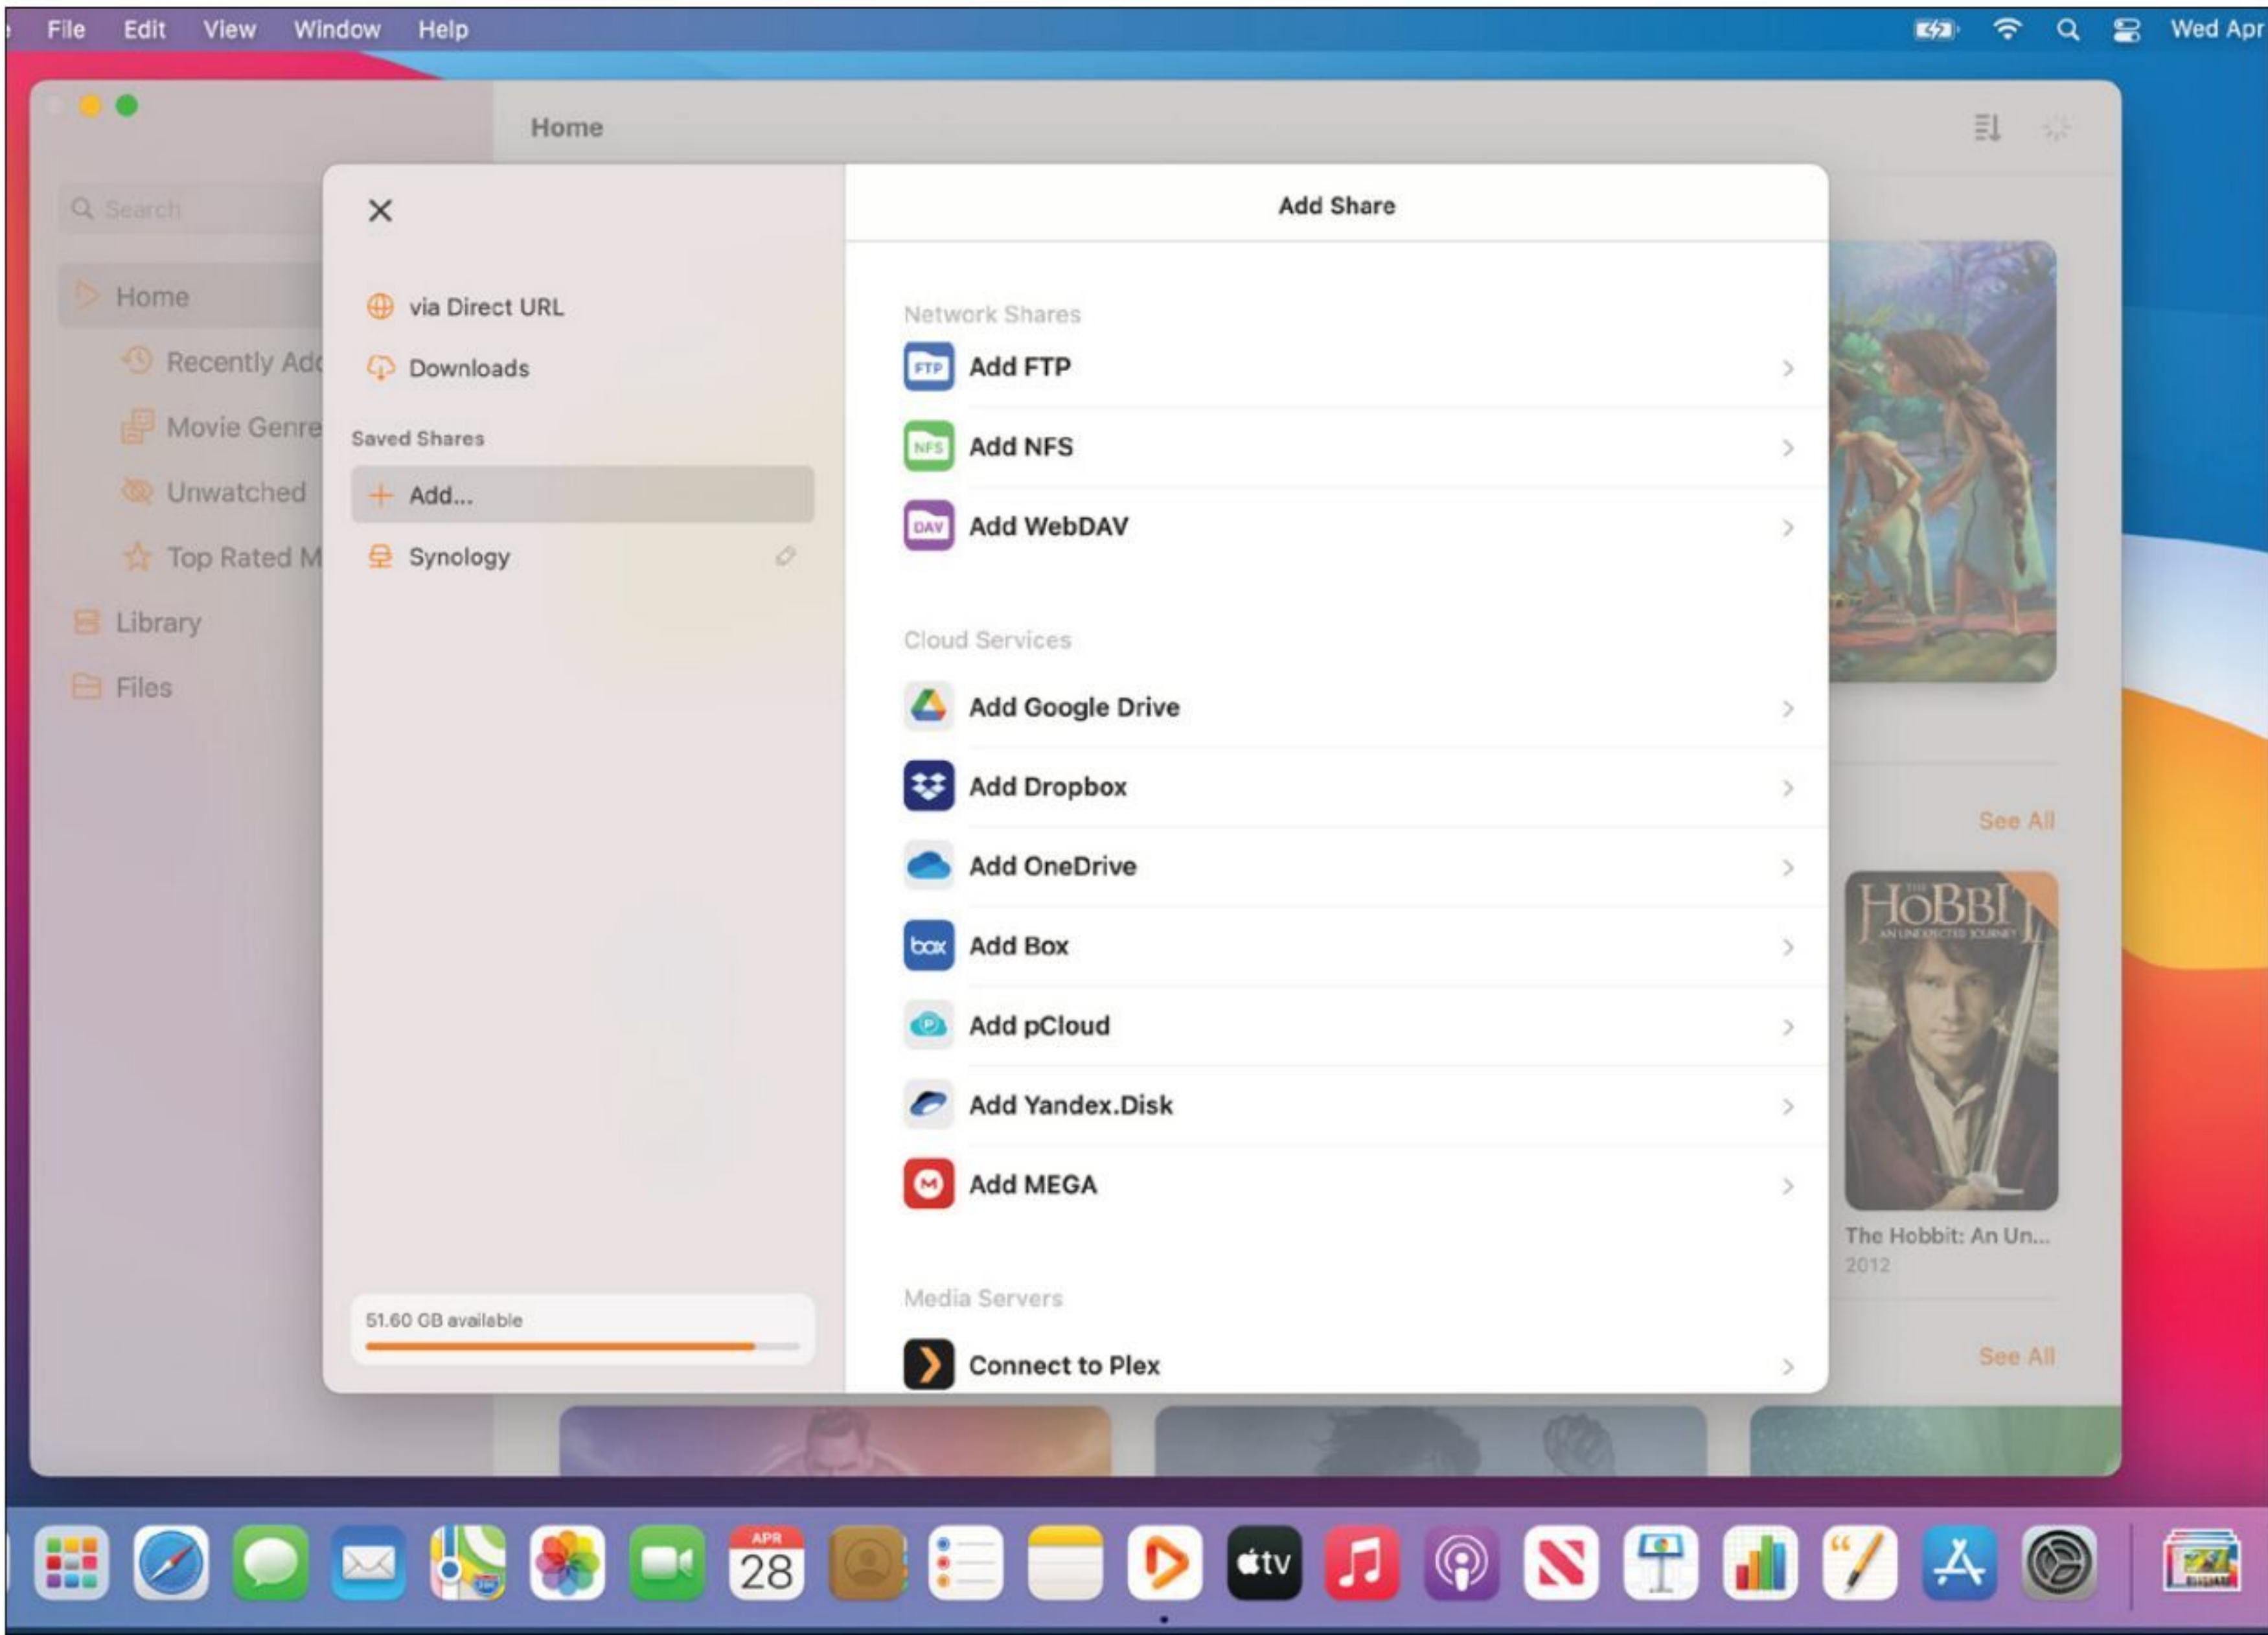 File Edit View Window Help
Wed Apr
Home
Search
Home
Recently Add
Movie Genre
Unwatched
Top Rated M
Library
Files
via Direct URL
Downloads
Saved Shares
Add...
Synology
51.60 GB available
Add Share
Network Shares
FTP Add FTP
NFS Add NFS
DAV Add WebDAV
Cloud Services
Add Google Drive
Add Dropbox
Add OneDrive
box Add Box
P Add pCloud
Add Yandex.Disk
M Add MEGA
Media Servers
Connect to Plex
See All
THE
HOBBIT
AN UNEXPECTED JOURNEY
The Hobbit: An Un...
2012
See All
APR
28
tv